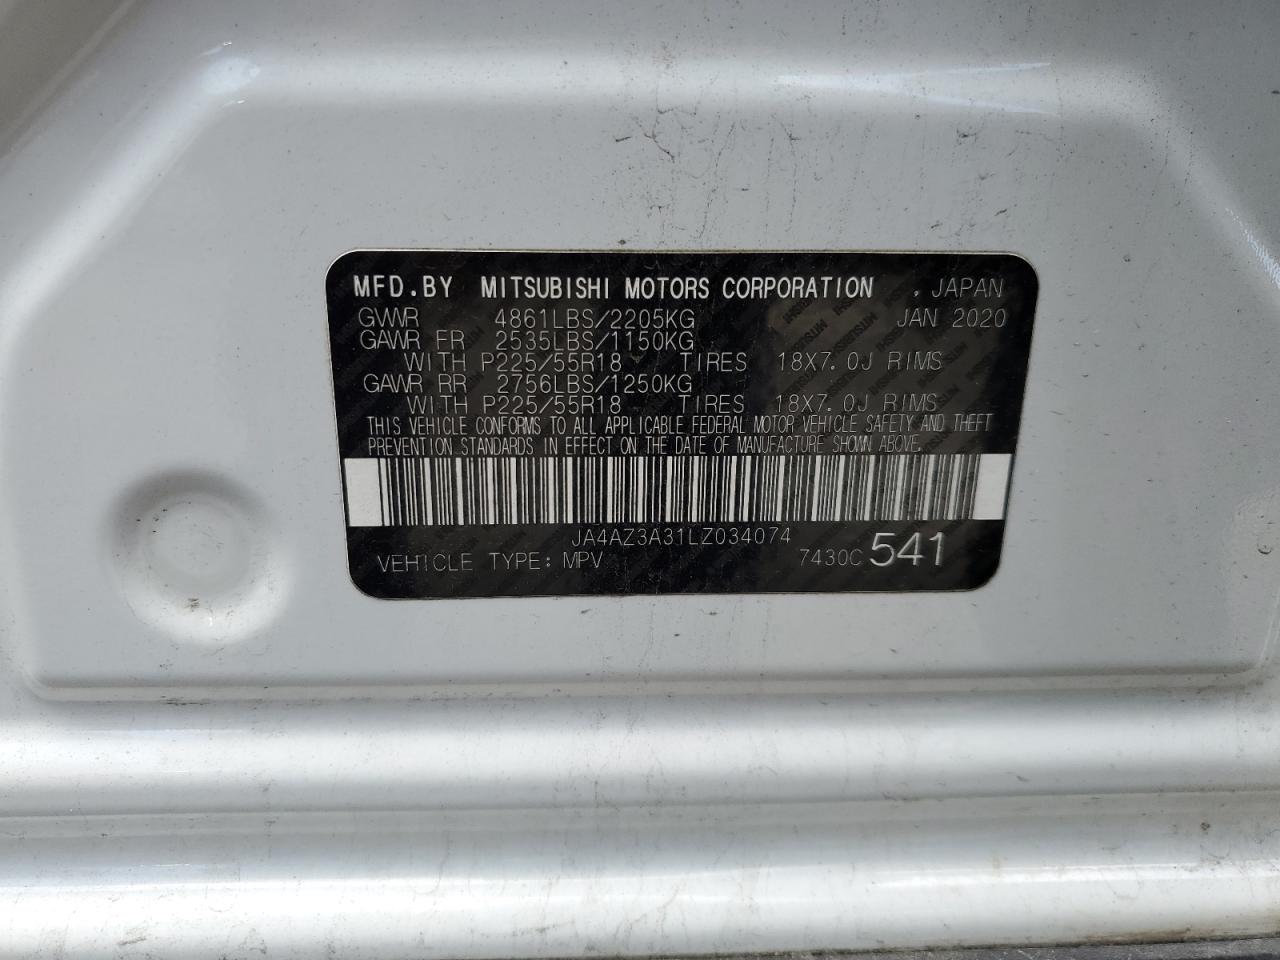 MFD.BY MITSUBISHI MOTORS CORPORATION , JAPAN
GVWR 4861LBS/2205KG JAN 2020
GAWR FR 2535LBS/1150KG
WITH P225/55R18 TIRES 18X7.0J RIMS
GAWR RR 2756LBS/1250KG
WITH P225/55R18 TIRES 18X7.0J RIMS
THIS VEHICLE CONFORMS TO ALL APPLICABLE FEDERAL MOTOR VEHICLE SAFETY AND THEFT
PREVENTION STANDARDS IN EFFECT ON THE DATE OF MANUFACTURE SHOWN ABOVE.
JA4AZ3A31LZ034074
VEHICLE TYPE: MPV 7430C 541